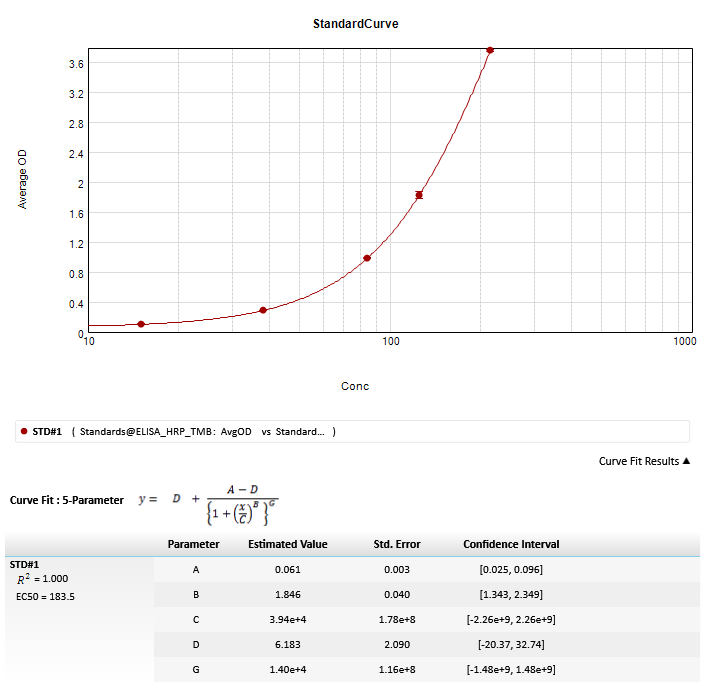 StandardCurve
3.6
3.2
2.8
2.4
2
1.6
1.2
0.8
0.4
0
Average OD
10 100 1000
Conc
STD#1 ( Standards@ELISA_HRP_TMB: AvgOD vs Standard... )
Curve Fit Results ▲
Curve Fit : 5-Parameter y = D + A − D / {1 + (x/C)^B}^G
Parameter Estimated Value Std. Error Confidence Interval
STD#1
R² = 1.000
EC50 = 183.5
A 0.061 0.003 [0.025, 0.096]
B 1.846 0.040 [1.343, 2.349]
C 3.94e+4 1.78e+8 [-2.26e+9, 2.26e+9]
D 6.183 2.090 [-20.37, 32.74]
G 1.40e+4 1.16e+8 [-1.48e+9, 1.48e+9]